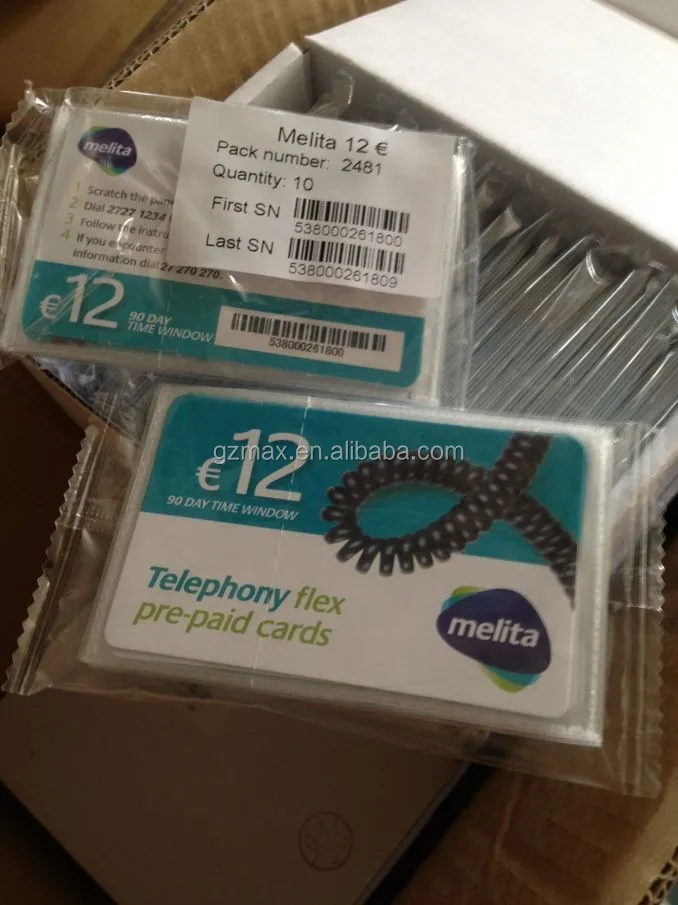 Melita 12 €
Pack number: 2481
Quantity: 10
First SN
538000261800
Last SN
538000261809
melita
1 Scratch the
2 Dial 2727 1234
3 Follow the
4 If you encounter
information dial 27 270 270.
€12 90 DAY
TIME WINDOW
538000261800
gzmax.en.alibaba.com
€12
90 DAY TIME WINDOW
Telephony flex
pre-paid cards
melita